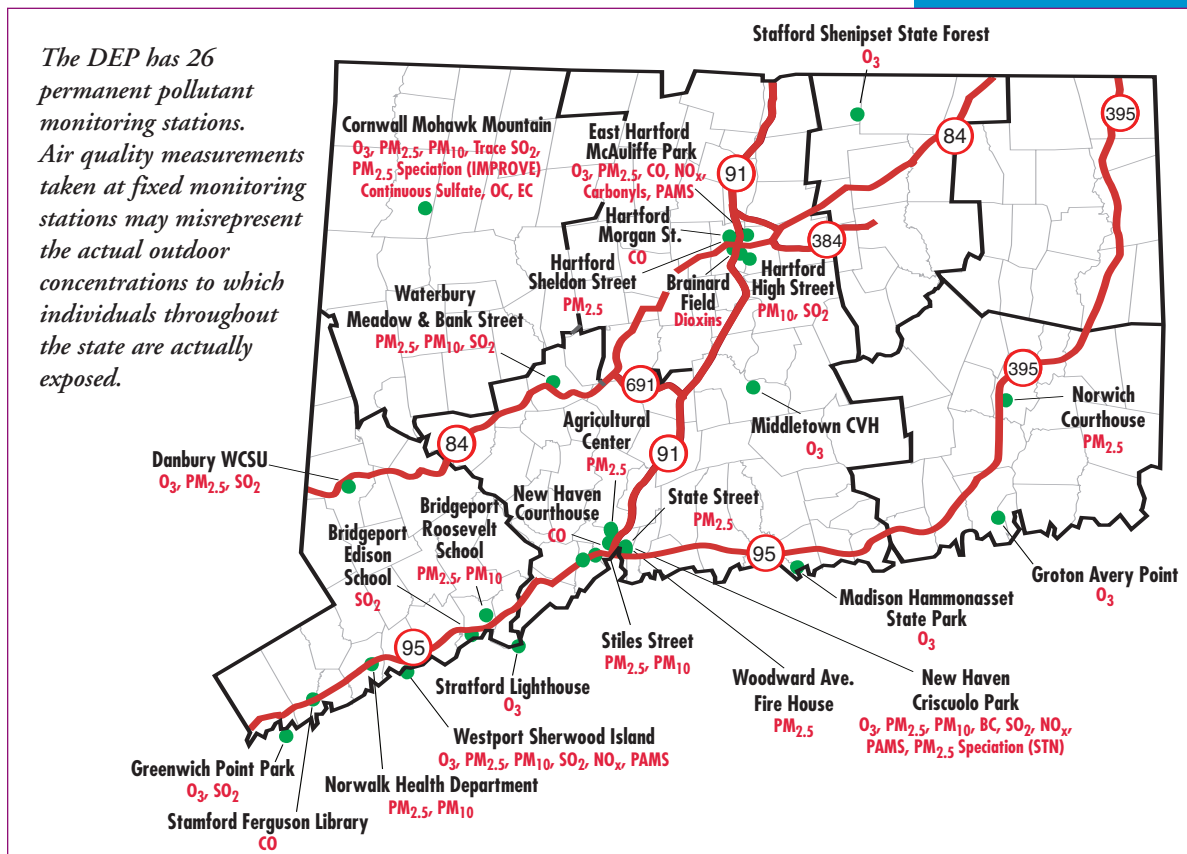 The DEP has 26
permanent pollutant
monitoring stations.
Air quality measurements
taken at fixed monitoring
stations may misrepresent
the actual outdoor
concentrations to which
individuals throughout
the state are actually
exposed.
Stafford Shenipset State Forest
O3
Cornwall Mohawk Mountain
O3, PM2.5, PM10, Trace SO2,
PM2.5 Speciation (IMPROVE)
Continuous Sulfate, OC, EC
East Hartford
McAuliffe Park
O3, PM2.5, CO, NOx,
Carbonyls, PAMS
91
84
395
384
Hartford
Morgan St.
CO
Hartford
Sheldon Street
PM2.5
Brainard
Field
Dioxins
Hartford
High Street
PM10, SO2
Waterbury
Meadow & Bank Street
PM2.5, PM10, SO2
691
395
Agricultural
Center
PM2.5
Middletown CVH
O3
Norwich
Courthouse
PM2.5
84
91
Danbury WCSU
O3, PM2.5, SO2
Bridgeport
Roosevelt
School
PM2.5, PM10
New Haven
Courthouse
CO
State Street
PM2.5
Bridgeport
Edison
School
SO2
95
Groton Avery Point
O3
Madison Hammonasset
State Park
O3
95
Stiles Street
PM2.5, PM10
Stratford Lighthouse
O3
Woodward Ave.
Fire House
PM2.5
New Haven
Criscuolo Park
O3, PM2.5, PM10, BC, SO2, NOx,
PAMS, PM2.5 Speciation (STN)
Westport Sherwood Island
O3, PM2.5, PM10, SO2, NOx, PAMS
Greenwich Point Park
O3, SO2
Norwalk Health Department
PM2.5, PM10
Stamford Ferguson Library
CO